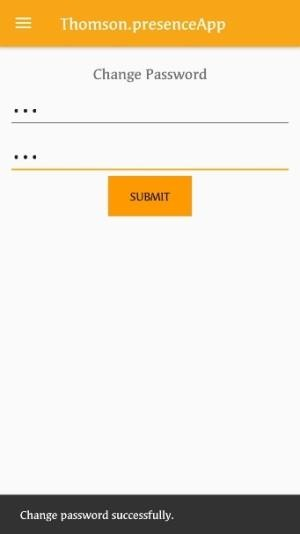 Thomson.presenceApp
Change Password
...
...
SUBMIT
Change password successfully.